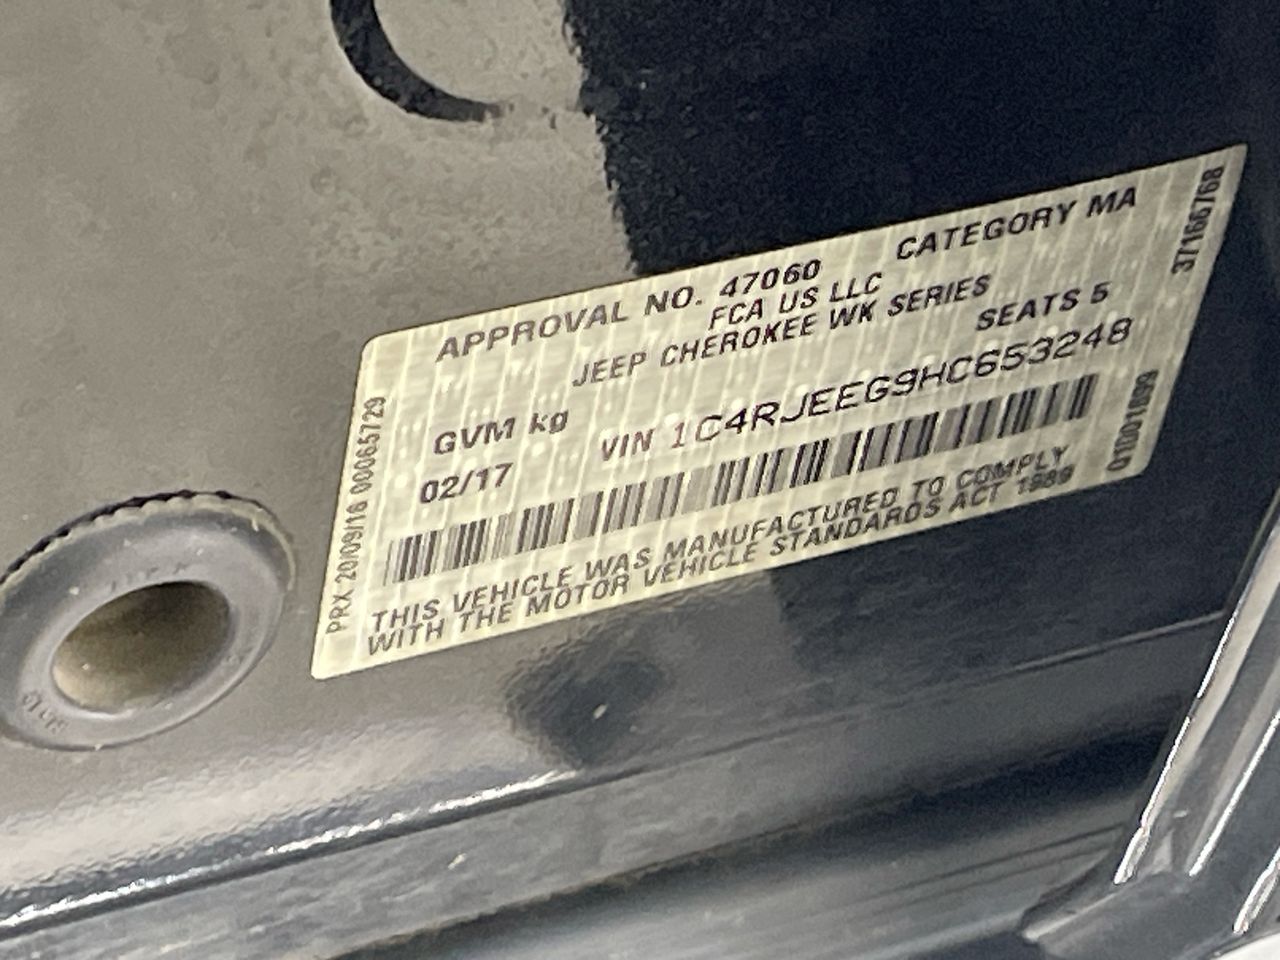 APPROVAL NO. 47060 CATEGORY MA
FCA US LLC
JEEP CHEROKEE WK SERIES
SEATS 5
GVM kg
VIN 1C4RJEEG9HC653248
02/17
THIS VEHICLE WAS MANUFACTURED TO COMPLY
WITH THE MOTOR VEHICLE STANDARDS ACT 1989
PRX 20/09/16 00065729
37166768
01001699